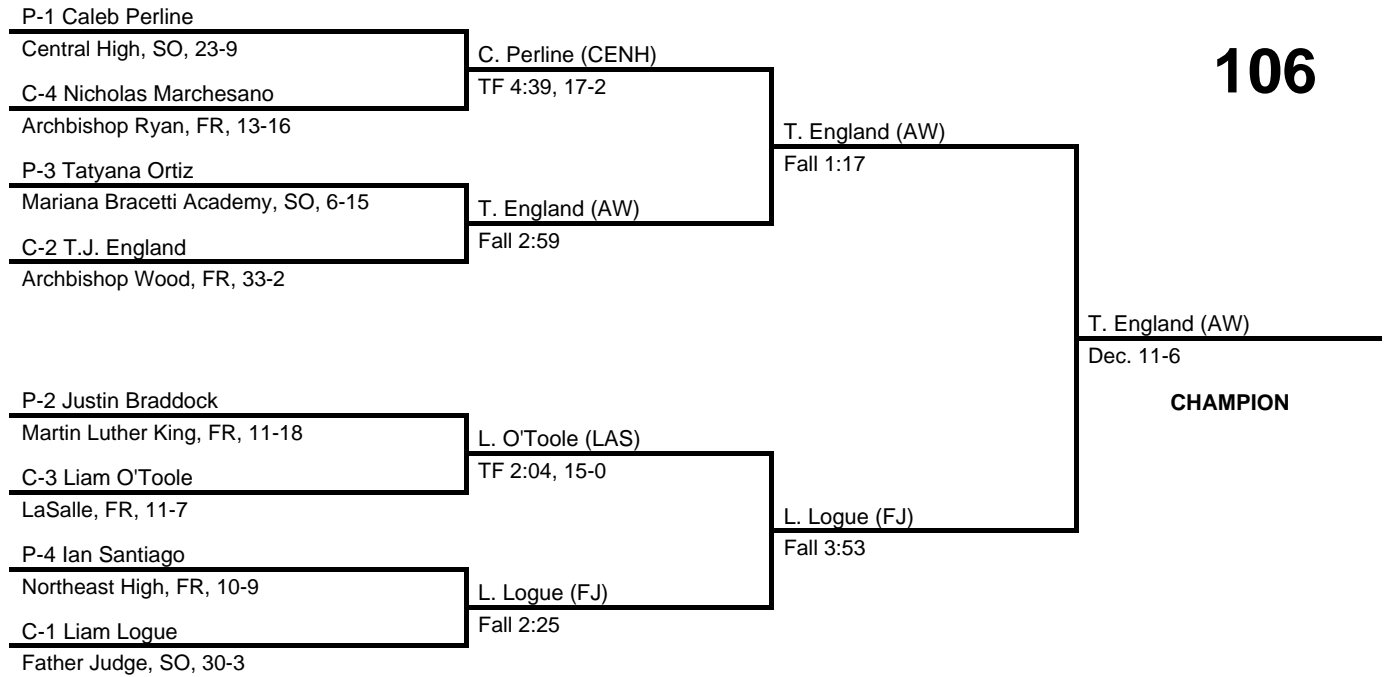 P-1 Caleb Perline
Central High, SO, 23-9
C. Perline (CENH)
106
TF 4:39, 17-2
C-4 Nicholas Marchesano
Archbishop Ryan, FR, 13-16
T. England (AW)
Fall 1:17
P-3 Tatyana Ortiz
Mariana Bracetti Academy, SO, 6-15
T. England (AW)
Fall 2:59
C-2 T.J. England
Archbishop Wood, FR, 33-2
T. England (AW)
Dec. 11-6
CHAMPION
P-2 Justin Braddock
Martin Luther King, FR, 11-18
L. O'Toole (LAS)
TF 2:04, 15-0
C-3 Liam O'Toole
LaSalle, FR, 11-7
L. Logue (FJ)
Fall 3:53
P-4 Ian Santiago
Northeast High, FR, 10-9
L. Logue (FJ)
Fall 2:25
C-1 Liam Logue
Father Judge, SO, 30-3